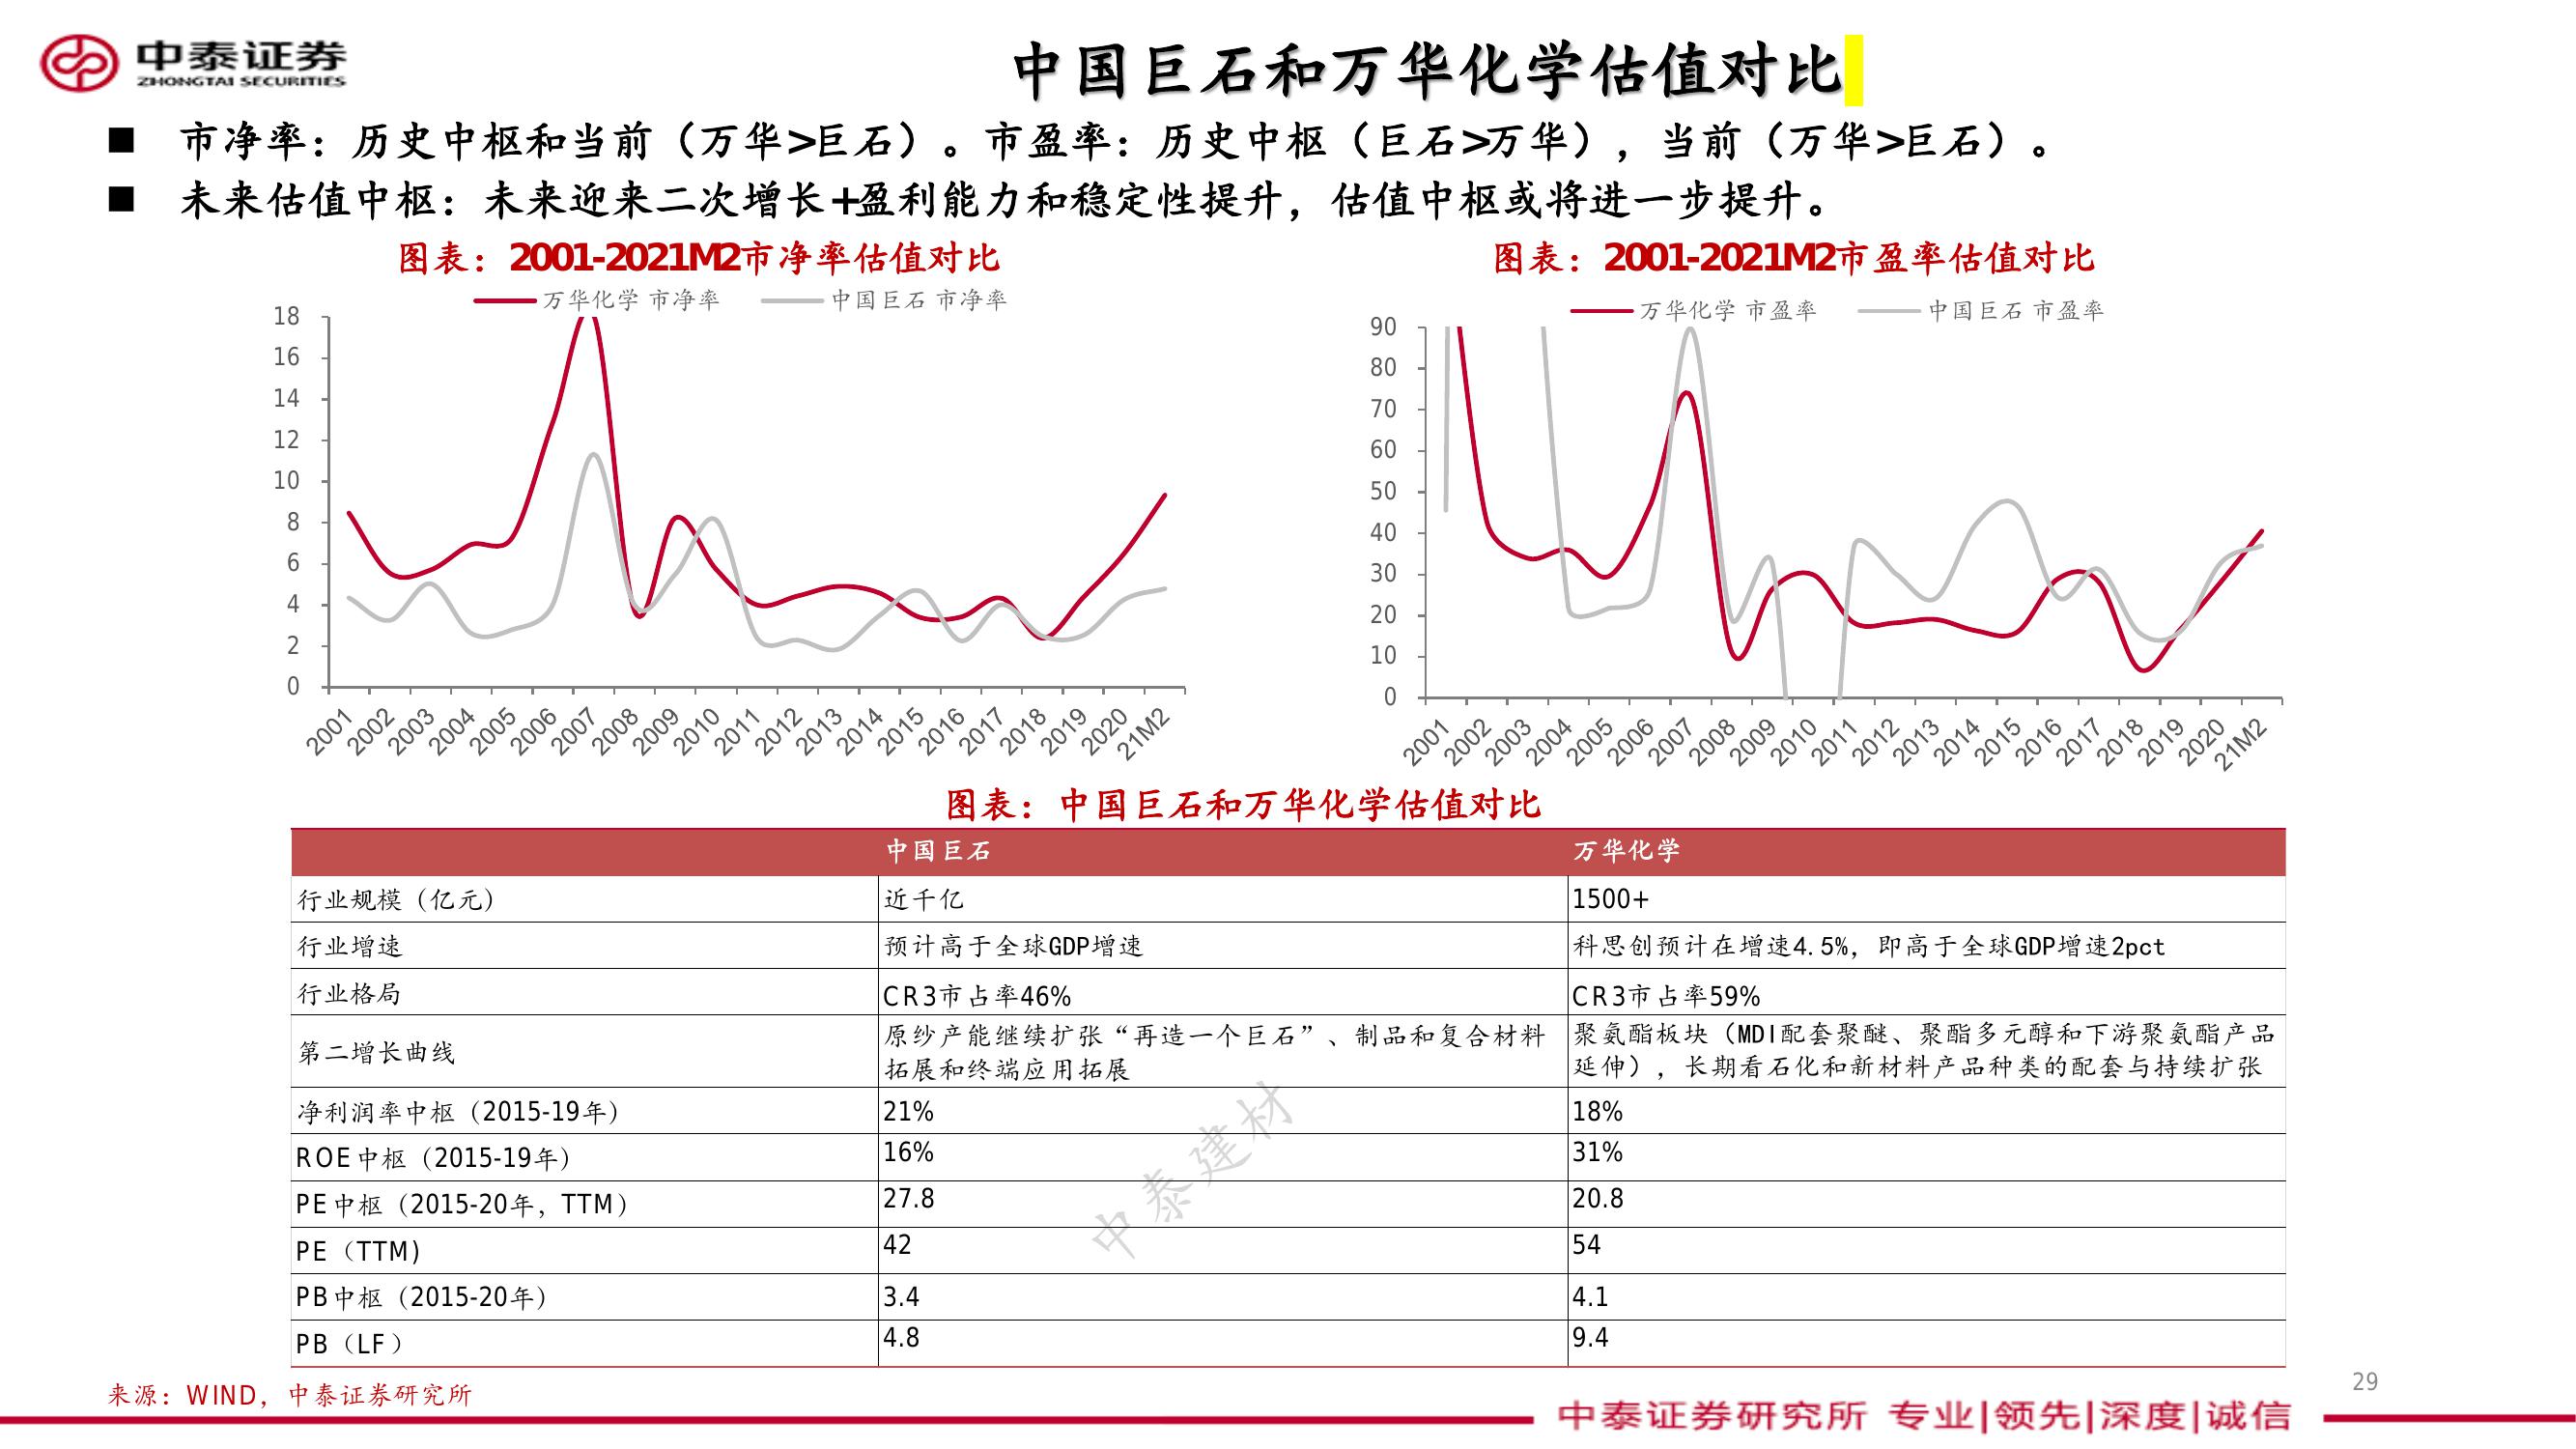 中泰证券
ZHONGTAI SECURITIES
中国巨石和万华化学估值对比
■ 市净率：历史中枢和当前（万华>巨石）。市盈率：历史中枢（巨石>万华），当前（万华>巨石）。
■ 未来估值中枢：未来迎来二次增长+盈利能力和稳定性提升，估值中枢或将进一步提升。
图表：2001-2021M2市净率估值对比
万华化学 市净率 中国巨石 市净率
18
16
14
12
10
8
6
4
2
0
2001 2002 2003 2004 2005 2006 2007 2008 2009 2010 2011 2012 2013 2014 2015 2016 2017 2018 2019 2020 21M2
图表：2001-2021M2市盈率估值对比
万华化学 市盈率 中国巨石 市盈率
90
80
70
60
50
40
30
20
10
0
2001 2002 2003 2004 2005 2006 2007 2008 2009 2010 2011 2012 2013 2014 2015 2016 2017 2018 2019 2020 21M2
图表：中国巨石和万华化学估值对比
中国巨石 万华化学
行业规模（亿元） 近千亿 1500+
行业增速 预计高于全球GDP增速 科思创预计在增速4.5%，即高于全球GDP增速2pct
行业格局 CR3市占率46% CR3市占率59%
第二增长曲线 原纱产能继续扩张“再造一个巨石”、制品和复合材料 聚氨酯板块（MDI配套聚醚、聚酯多元醇和下游聚氨酯产品
拓展和终端应用拓展 延伸），长期看石化和新材料产品种类的配套与持续扩张
净利润率中枢（2015-19年） 21% 18%
ROE中枢（2015-19年） 16% 31%
PE中枢（2015-20年，TTM） 27.8 20.8
PE（TTM) 42 54
PB中枢（2015-20年） 3.4 4.1
PB（LF） 4.8 9.4
中泰建材
来源：WIND，中泰证券研究所
29
中泰证券研究所 专业|领先|深度|诚信